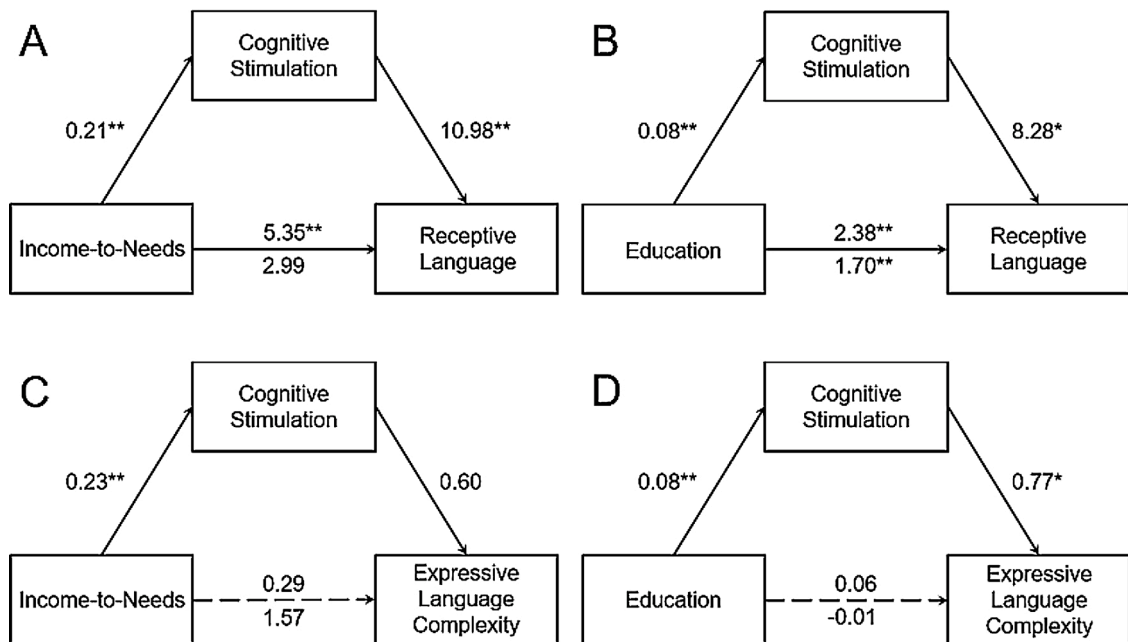 A
Cognitive
Stimulation
0.21**
10.98**
Income-to-Needs
5.35**
2.99
Receptive
Language
B
Cognitive
Stimulation
0.08**
8.28*
Education
2.38**
1.70**
Receptive
Language
C
Cognitive
Stimulation
0.23**
0.60
Income-to-Needs
0.29
1.57
Expressive
Language
Complexity
D
Cognitive
Stimulation
0.08**
0.77*
Education
0.06
-0.01
Expressive
Language
Complexity